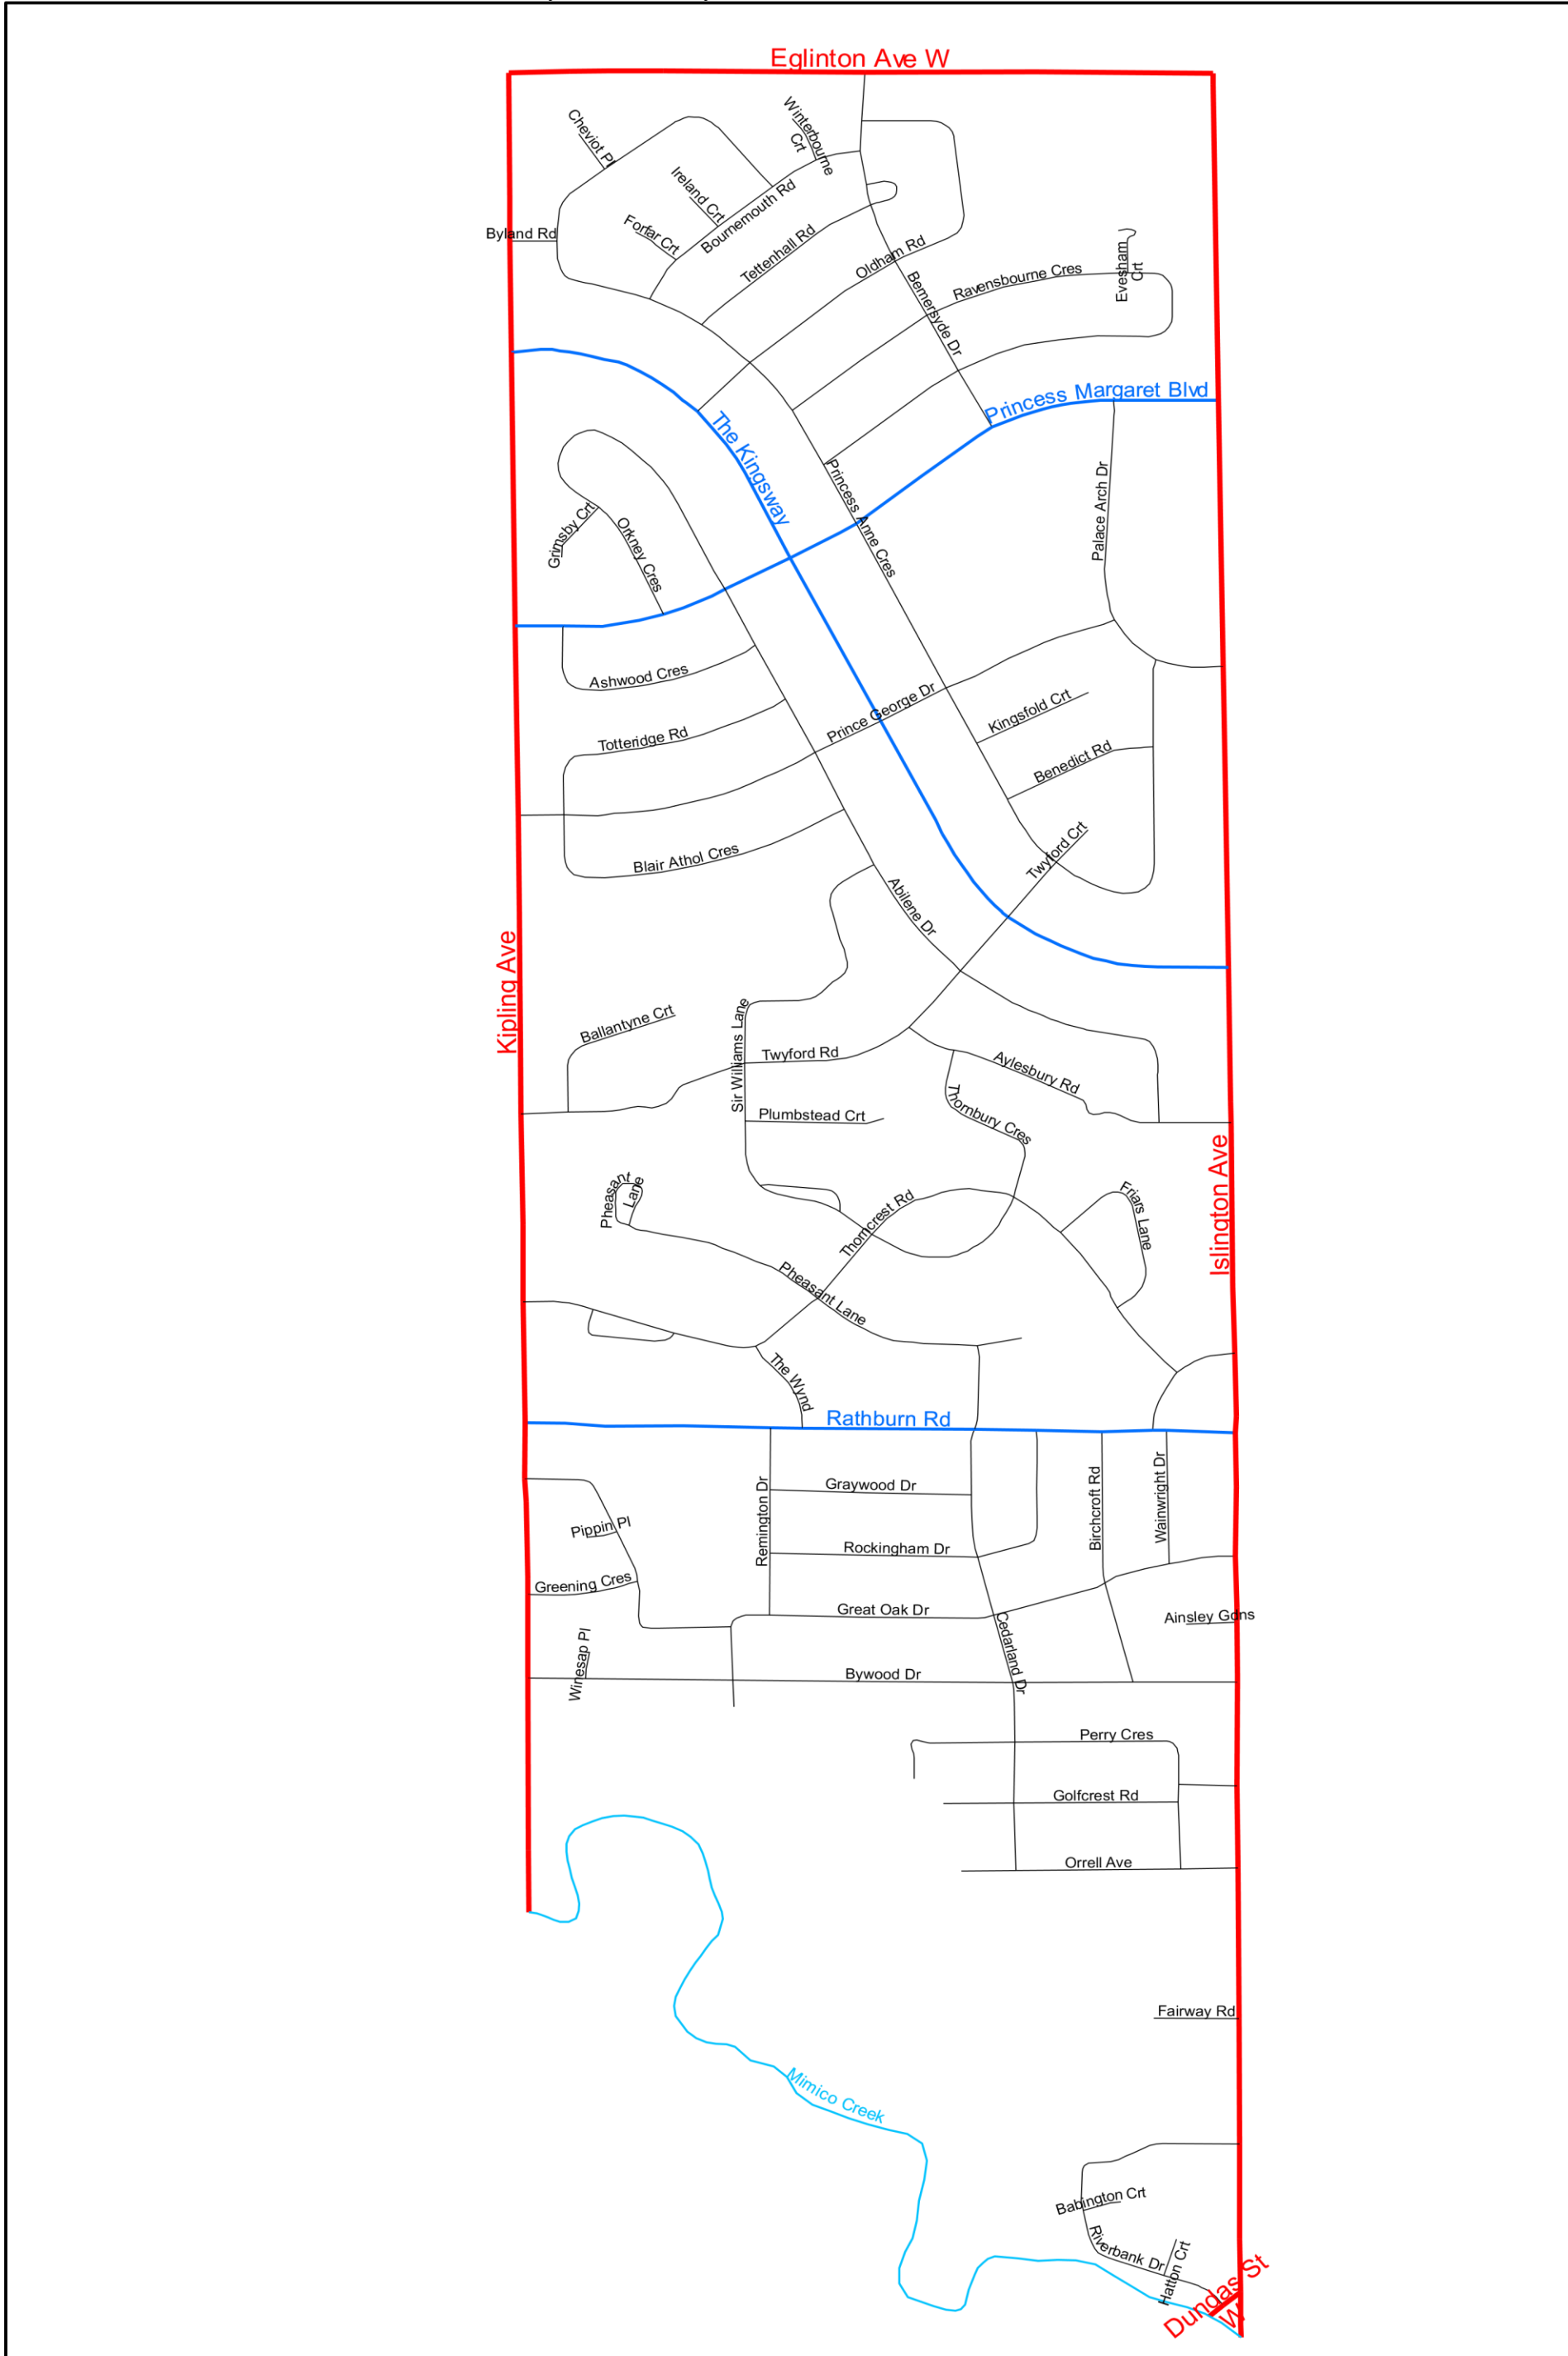 Eglinton Ave W
Cheviot Pl
Winterbourne
Crt
Ireland Crt
Bournemouth Rd
Forfar Crt
Byland Rd
Tettenhall Rd
Oldham Rd
Evesham
Crt
Ravensbourne Cres
Bemersyde Dr
Princess Margaret Blvd
The Kingsway
Princess Anne Cres
Palace Arch Dr
Grimsby Crt
Orkney Cres
Ashwood Cres
Prince George Dr
Kingsfold Crt
Totteridge Rd
Benedict Rd
Twyford Crt
Blair Athol Cres
Abilene Dr
Kipling Ave
Ballantyne Crt
Sir Williams Lane
Twyford Rd
Aylesbury Rd
Plumbstead Crt
Thornbury Cres
Islington Ave
Pheasant
Lane
Thorncrest Rd
Friars Lane
Pheasant Lane
The Wynd
Rathburn Rd
Remington Dr
Graywood Dr
Birchcroft Rd
Wainwright Dr
Pippin Pl
Rockingham Dr
Greening Cres
Great Oak Dr
Ainsley Gdns
Cedarland Dr
Winesap Pl
Bywood Dr
Perry Cres
Golfcrest Rd
Orrell Ave
Fairway Rd
Mimico Creek
Babington Crt
Riverbank Dr
Hatton Crt
Dundas St
W